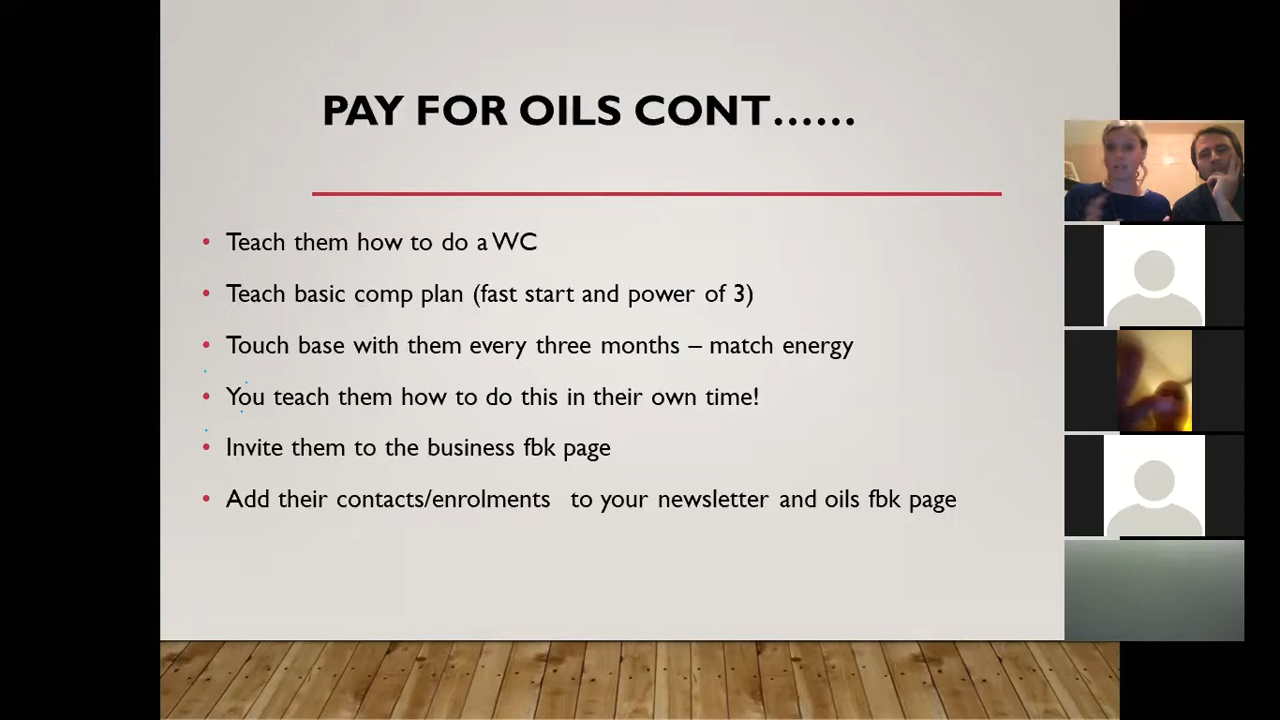 PAY FOR OILS CONT......
• Teach them how to do a WC
• Teach basic comp plan (fast start and power of 3)
• Touch base with them every three months – match energy
• You teach them how to do this in their own time!
• Invite them to the business fbk page
• Add their contacts/enrolments to your newsletter and oils fbk page